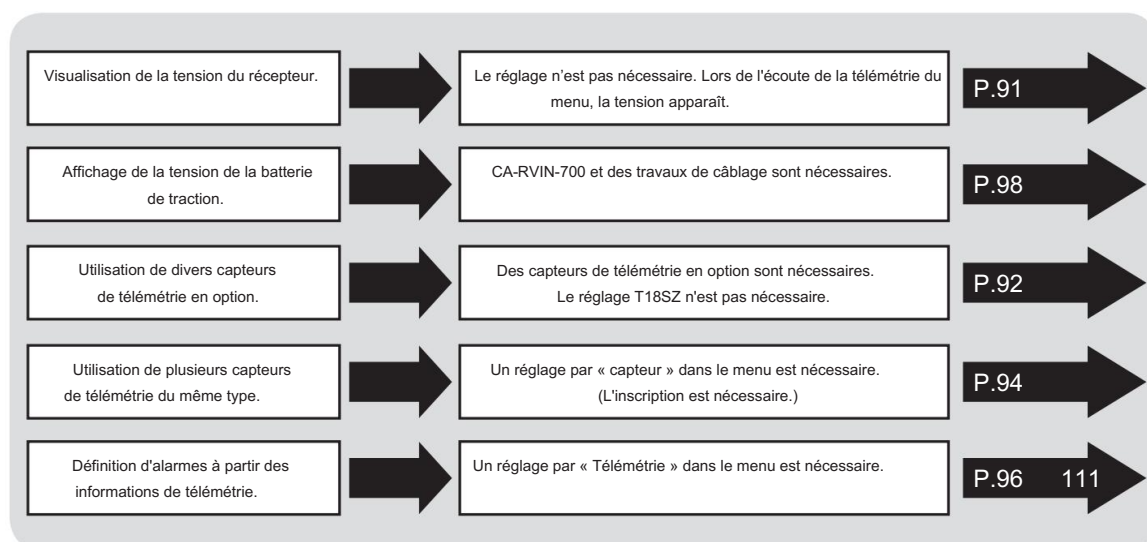 Visualisation de la tension du récepteur.
Le réglage n’est pas nécessaire. Lors de l'écoute de la télémétrie du
menu, la tension apparaît.
P.91
Affichage de la tension de la batterie
de traction.
CA-RVIN-700 et des travaux de câblage sont nécessaires.
P.98
Utilisation de divers capteurs
de télémétrie en option.
Des capteurs de télémétrie en option sont nécessaires.
Le réglage T18SZ n'est pas nécessaire.
P.92
Utilisation de plusieurs capteurs
de télémétrie du même type.
Un réglage par « capteur » dans le menu est nécessaire.
(L'inscription est nécessaire.)
P.94
Définition d'alarmes à partir des
informations de télémétrie.
Un réglage par « Télémétrie » dans le menu est nécessaire.
P.96 111